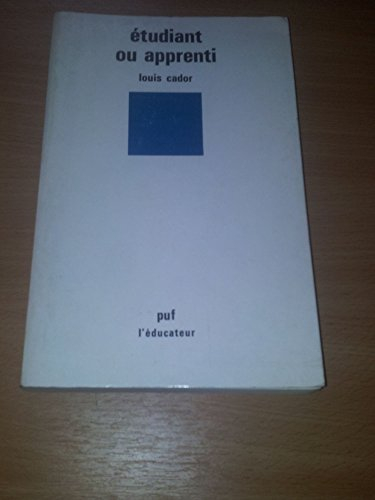 étudiant
ou apprenti
louis cador
puf
l'éducateur